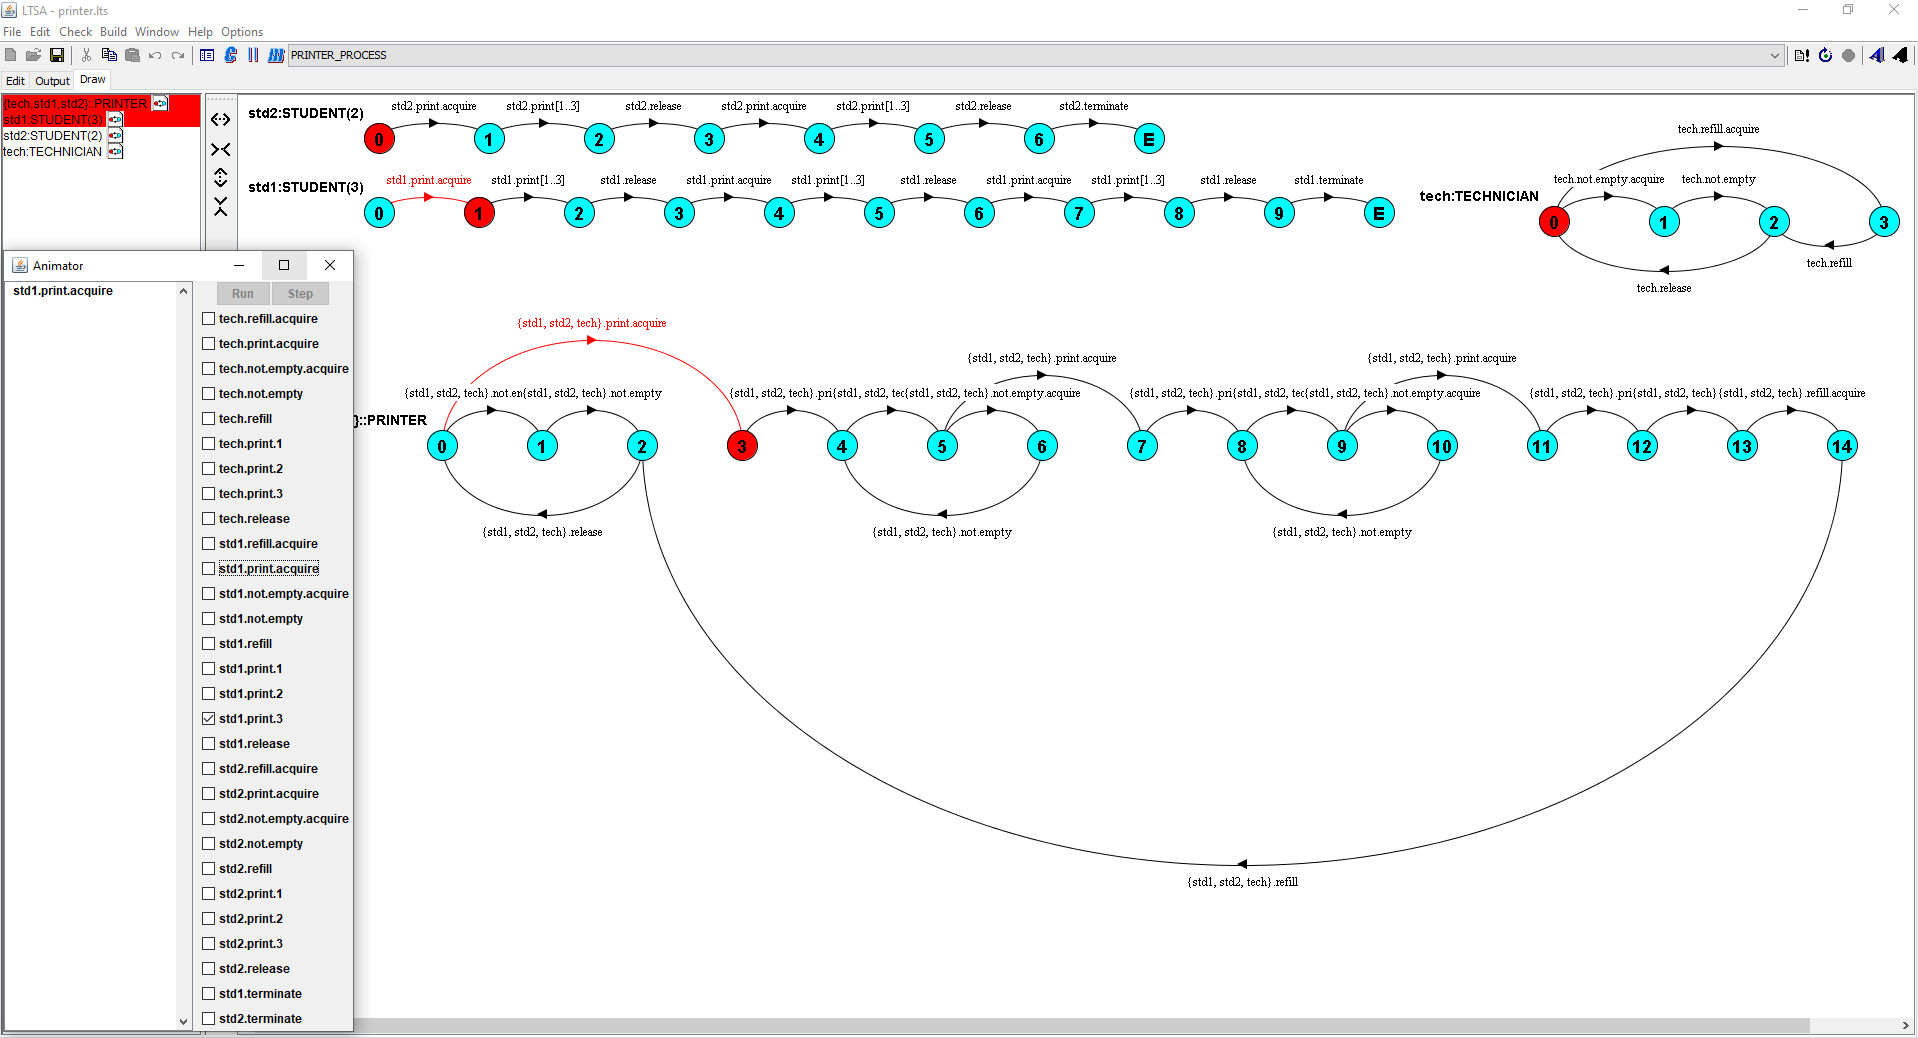 LTSA - printer.lts
File Edit Check Build Window Help Options
PRINTER_PROCESS
Edit Output Draw
{tech,std1,std2}::PRINTER
std1:STUDENT(3)
std2:STUDENT(2)
tech:TECHNICIAN
std2:STUDENT(2)
std2.print.acquire std2.print[1..3] std2.release std2.print.acquire std2.print[1..3] std2.release std2.terminate
0 1 2 3 4 5 6 E
std1:STUDENT(3)
std1.print.acquire std1.print[1..3] std1.release std1.print.acquire std1.print[1..3] std1.release std1.print.acquire std1.print[1..3] std1.release std1.terminate
0 1 2 3 4 5 6 7 8 9 E
tech:TECHNICIAN
tech.refill.acquire
tech.not.empty.acquire tech.not.empty
0 1 2 3
tech.refill
tech.release
Animator
std1.print.acquire
Run Step
tech.refill.acquire
tech.print.acquire
tech.not.empty.acquire
tech.not.empty
tech.refill
tech.print.1
tech.print.2
tech.print.3
tech.release
std1.refill.acquire
std1.print.acquire
std1.not.empty.acquire
std1.not.empty
std1.refill
std1.print.1
std1.print.2
std1.print.3
std1.release
std2.refill.acquire
std2.print.acquire
std2.not.empty.acquire
std2.not.empty
std2.refill
std2.print.1
std2.print.2
std2.print.3
std2.release
std1.terminate
std2.terminate
{std1, std2, tech}.print.acquire
{std1, std2, tech}.print.acquire {std1, std2, tech}.print.acquire
{std1, std2, tech}.not.en{std1, std2, tech}.not.empty {std1, std2, tech}.pri{std1, std2, tec{std1, std2, tech}.not.empty.acquire {std1, std2, tech}.pri{std1, std2, tec{std1, std2, tech}.not.empty.acquire {std1, std2, tech}.pri{std1, std2, tech}{std1, std2, tech}.refill.acquire
}::PRINTER
0 1 2 3 4 5 6 7 8 9 10 11 12 13 14
{std1, std2, tech}.release {std1, std2, tech}.not.empty {std1, std2, tech}.not.empty
{std1, std2, tech}.refill